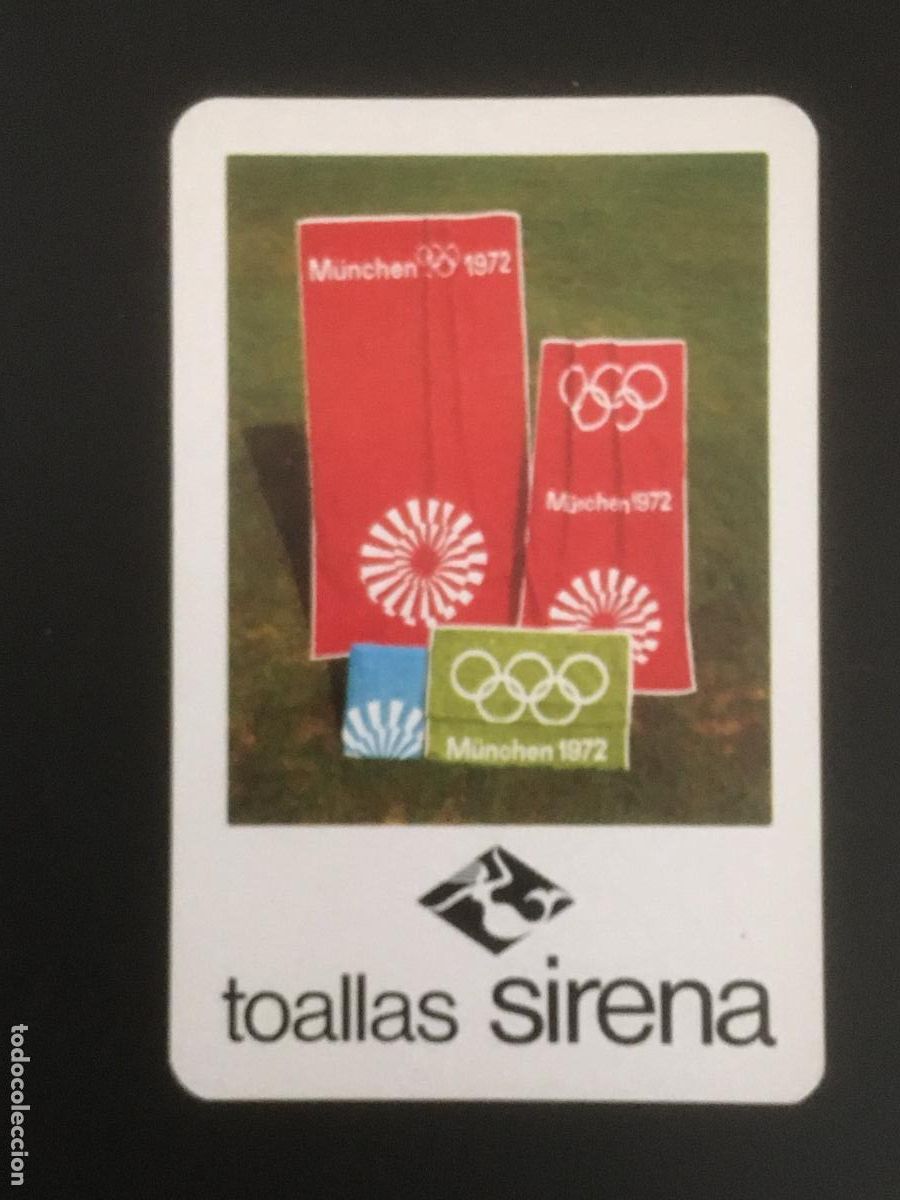 München 1972
München 1972
München 1972
toallas sirena
todocoleccion